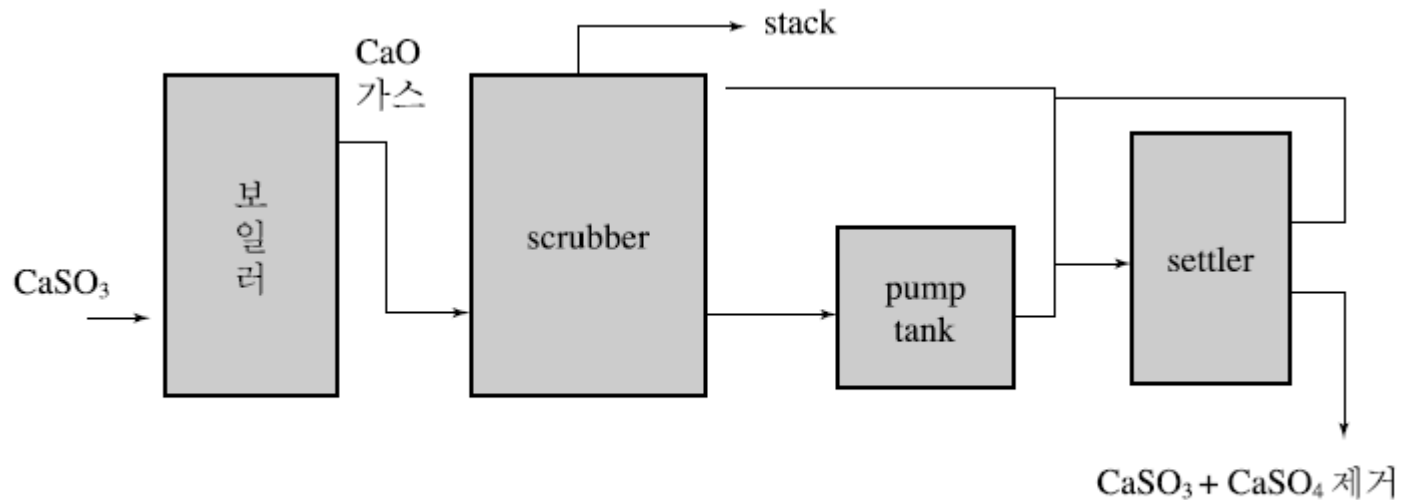 stack
CaO
가스
보
일
러
scrubber
settler
pump
tank
CaSO₃
CaSO₃ + CaSO₄ 제거